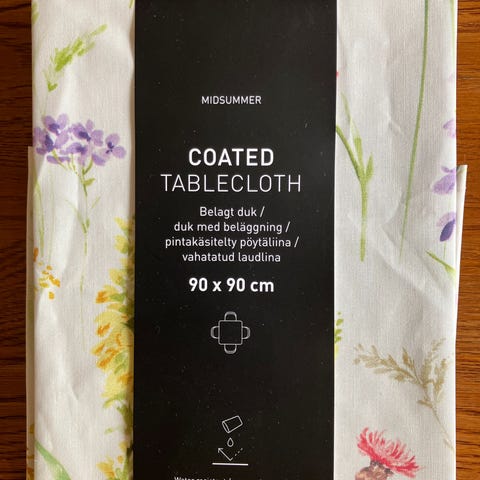 MIDSUMMER
COATED
TABLECLOTH
Belagt duk /
duk med beläggning /
pintakäsitelty pöytäliina /
vahatatud laudlina
90 x 90 cm